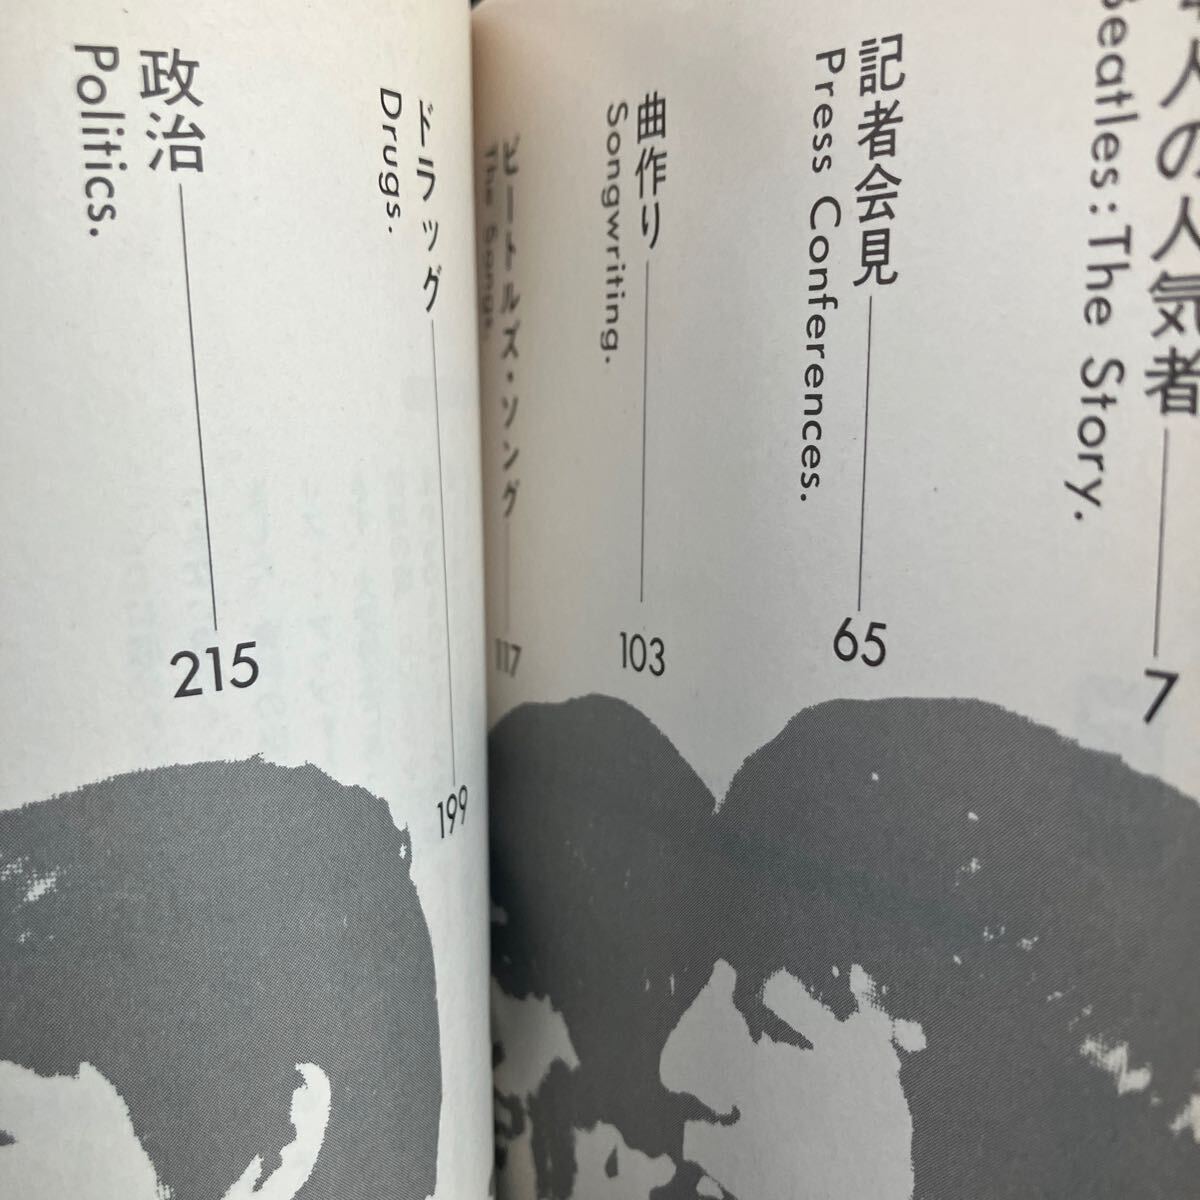 人の人気者
Beatles:The Story.
7
記者会見
Press Conferences.
65
曲作り
Songwriting.
103
ビートルズ・ソング
The Songs.
117
ドラッグ
Drugs.
199
政治
Politics.
215